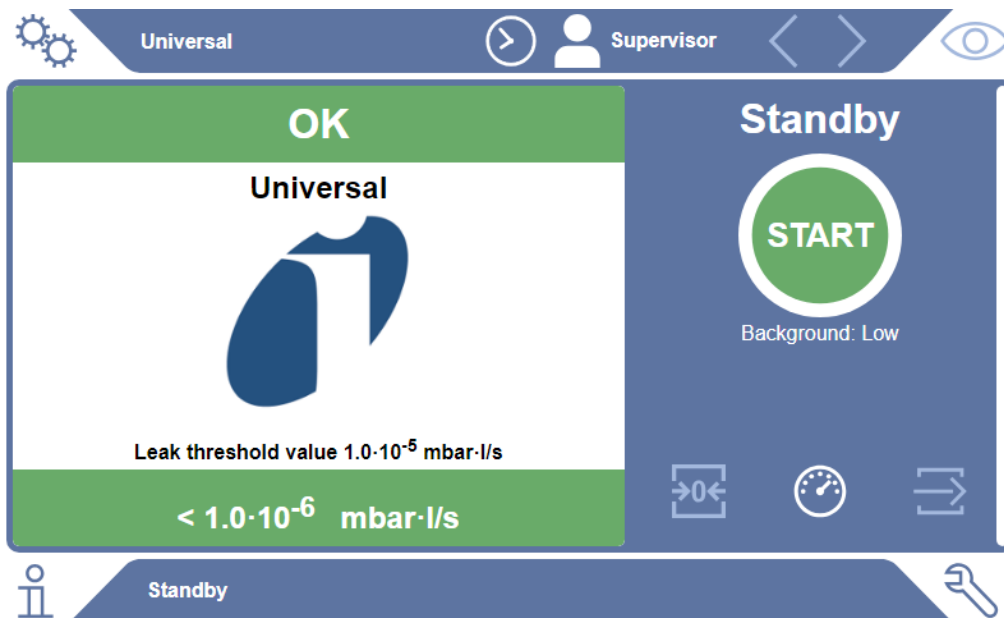 Universal
Supervisor
OK
Universal
Leak threshold value 1.0·10⁻⁵ mbar·l/s
< 1.0·10⁻⁶ mbar·l/s
Standby
START
Background: Low
→0←
Standby